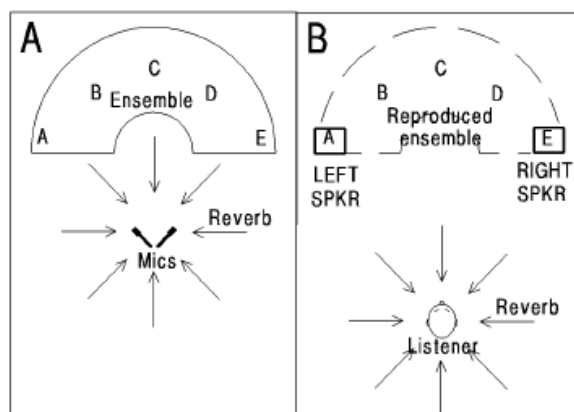 A
C
B
Ensemble
D
A
E
Reverb
Mics
B
C
B
D
Reproduced
ensemble
A
E
LEFT
SPKR
RIGHT
SPKR
Reverb
Listener